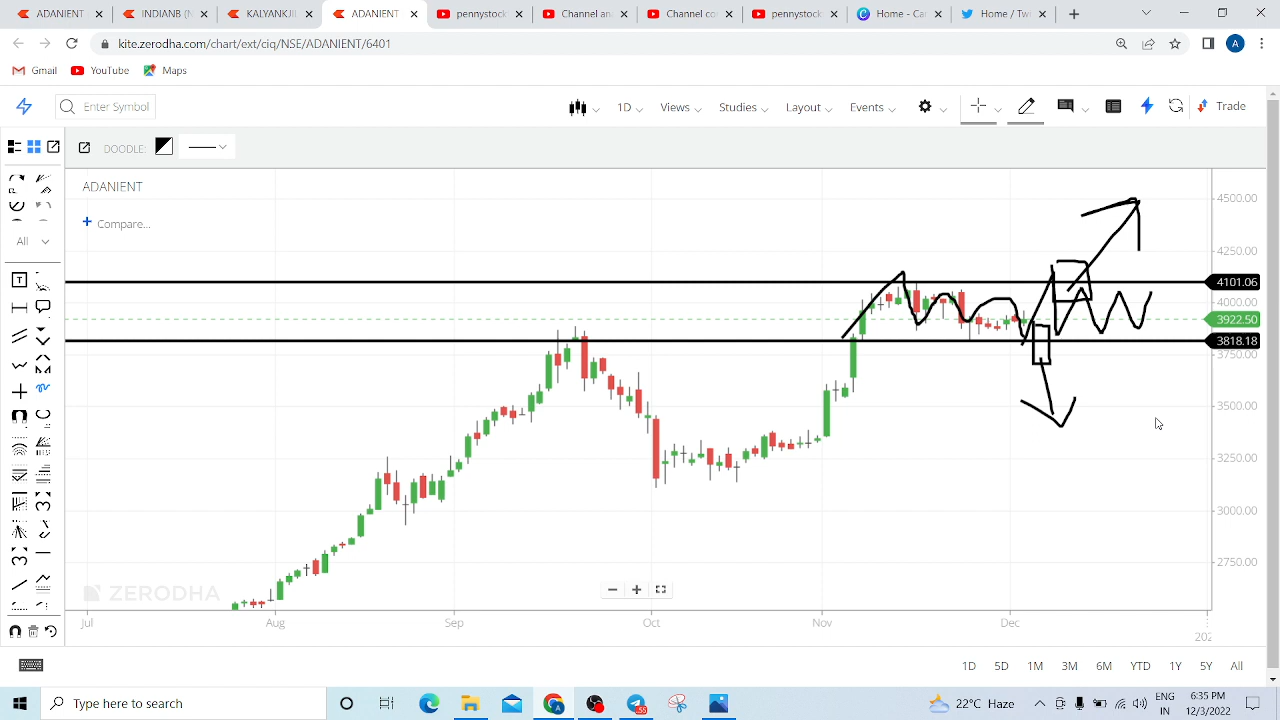 ADANIENT
INDIANB (
KALYANJIL
ADANIENT
pennystock
Channel an
Channel co
pennystock
Home - Ca
Home / Tw
kite.zerodha.com/chart/ext/ciq/NSE/ADANIENT/6401
Gmail
YouTube
Maps
Enter Symbol
1D
Views
Studies
Layout
Events
Trade
DOODLE:
All
ADANIENT
Compare...
4500.00
4250.00
4101.06
4000.00
3922.50
3818.18
3750.00
3500.00
3250.00
3000.00
2750.00
ZERODHA
Jul
Aug
Sep
Oct
Nov
Dec
202
1D
5D
1M
3M
6M
YTD
1Y
5Y
All
Type here to search
22°C Haze
ENG
IN
6:35 PM
12/3/2022